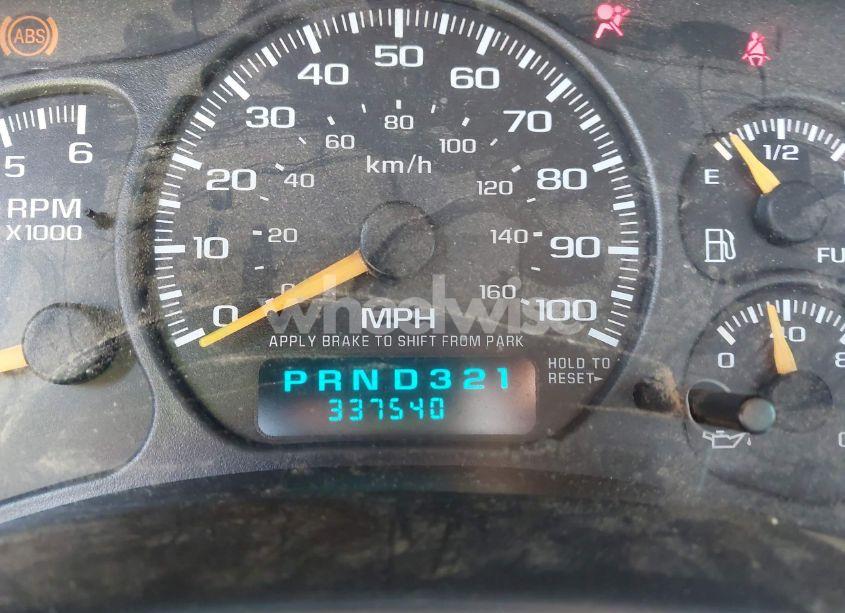 ABS
50
40 60
30 70
20 80
10 90
0 100
60 80 100
40 120
20 140
0 160
km/h
MPH
wheelwise
APPLY BRAKE TO SHIFT FROM PARK
PRND321
337540
HOLD TO
RESET
5 6
RPM
X1000
E 1/2
FU
0 40 8